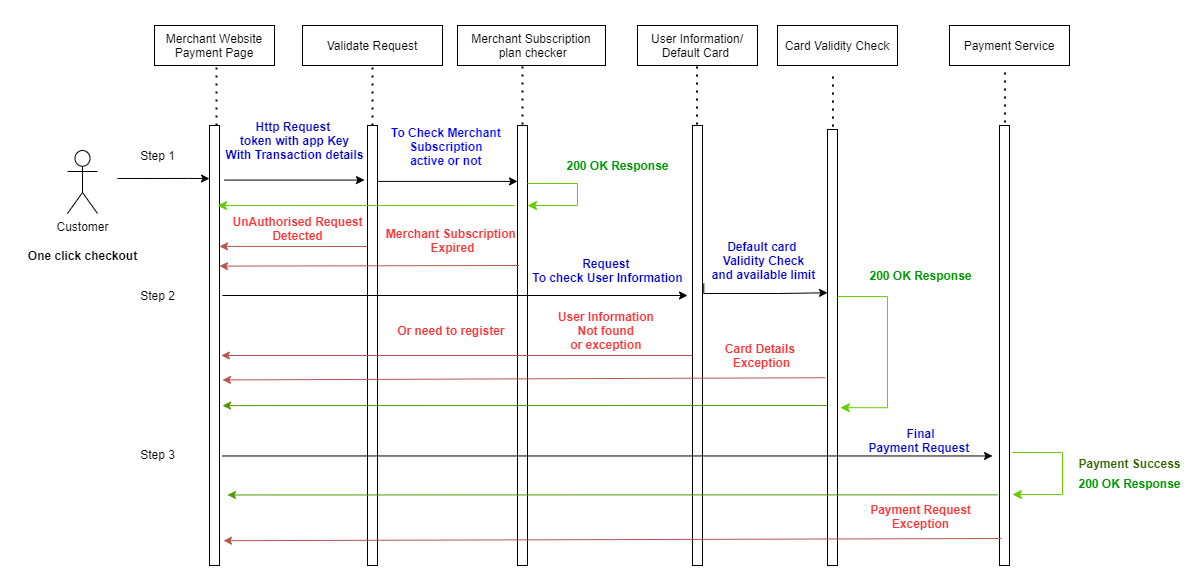 Merchant Website
Payment Page
Validate Request
Merchant Subscription
plan checker
User Information/
Default Card
Card Validity Check
Payment Service
Http Request
token with app Key
With Transaction details
To Check Merchant
Subscription
active or not
Step 1
200 OK Response
Customer
One click checkout
UnAuthorised Request
Detected
Merchant Subscription
Expired
Request
To check User Information
Default card
Validity Check
and available limit
200 OK Response
Step 2
Or need to register
User Information
Not found
or exception
Card Details
Exception
Final
Payment Request
Step 3
Payment Success
200 OK Response
Payment Request
Exception